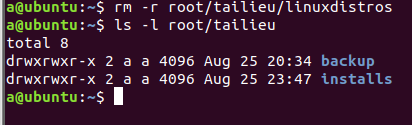 a@ubuntu:~$ rm -r root/tailieu/linuxdistros
a@ubuntu:~$ ls -l root/tailieu
total 8
drwxrwxr-x 2 a a 4096 Aug 25 20:34 backup
drwxrwxr-x 2 a a 4096 Aug 25 23:47 installs
a@ubuntu:~$